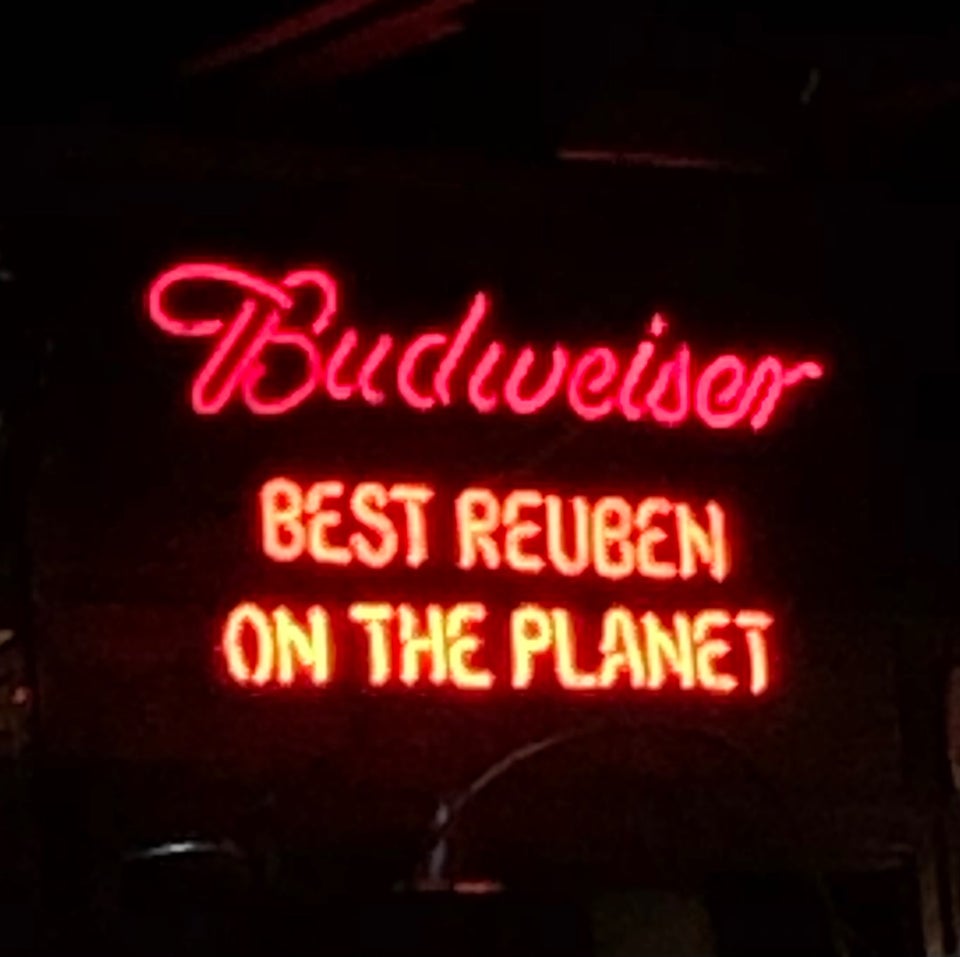 Budweiser
BEST REUBEN
ON THE PLANET